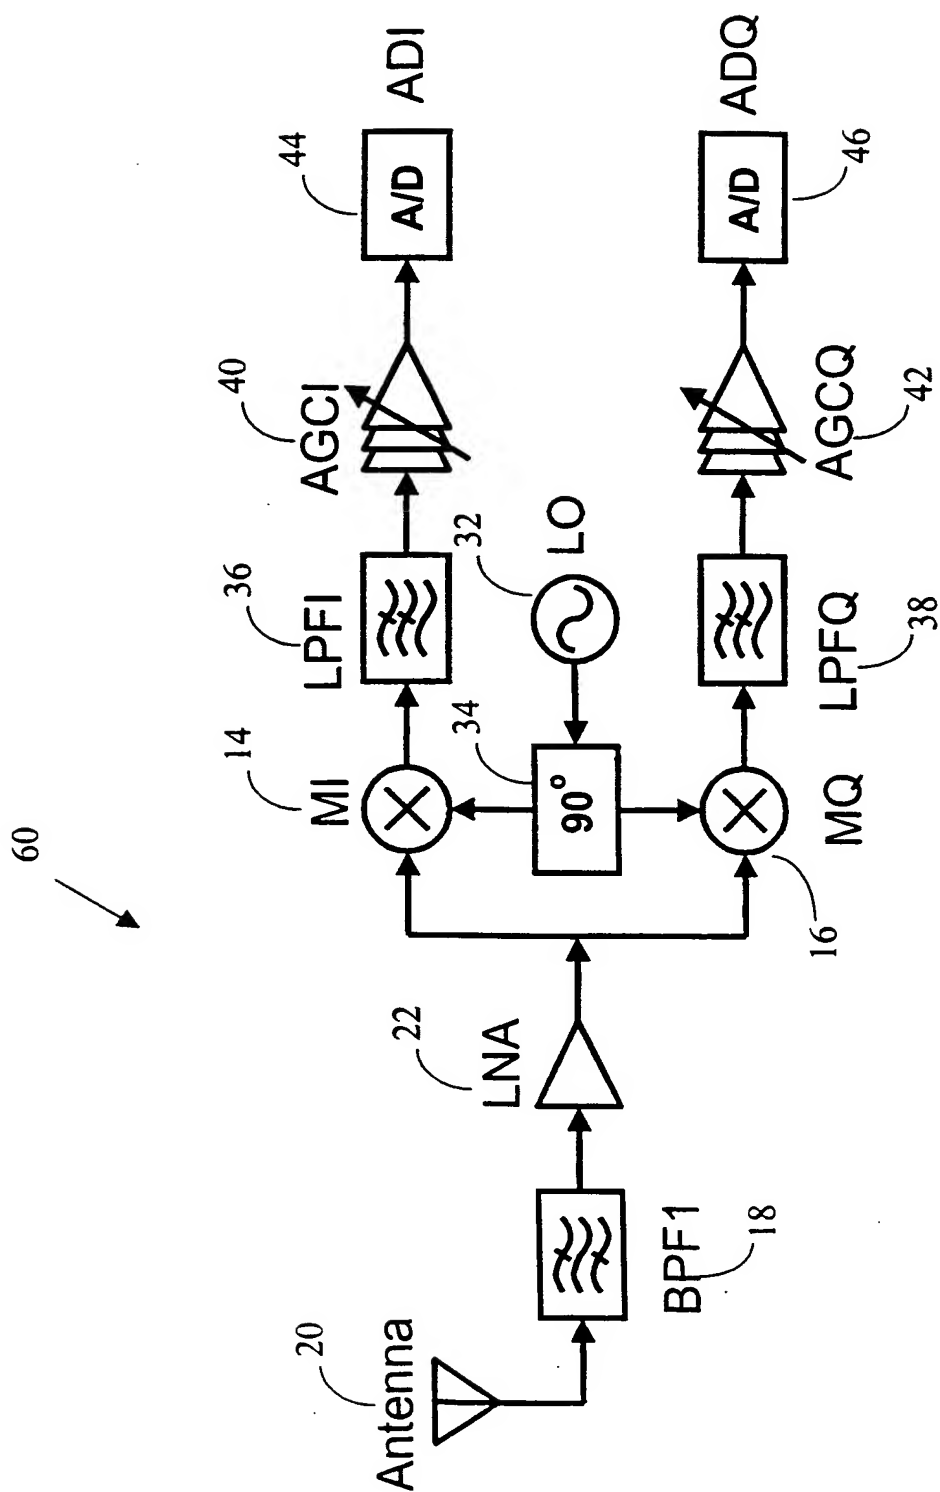 60
20
Antenna
BPF1
18
22
LNA
14
MI
34
90°
32
LO
MQ
16
36
LPFI
LPFQ
38
40
AGCI
AGCQ
42
44
A/D
ADI
A/D
46
ADQ